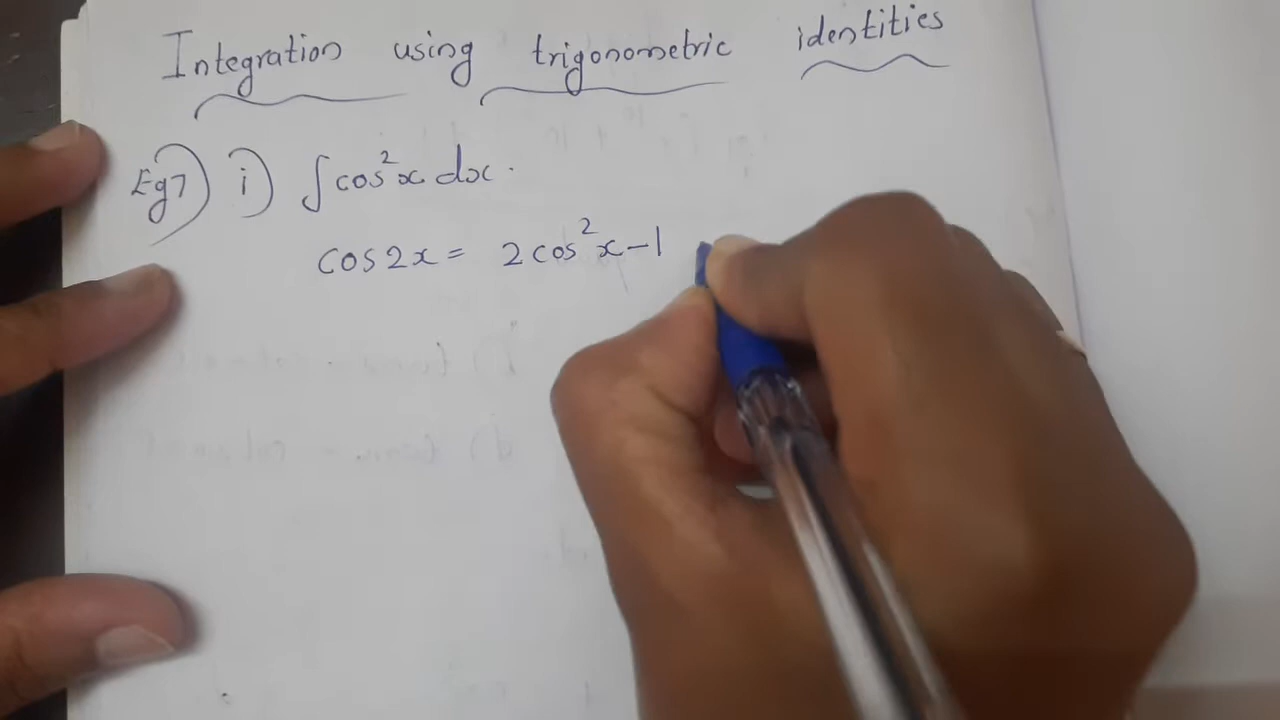 Integration using trigonometric identities
Eg7) i) ∫cos²x dx.
cos2x = 2cos²x-1